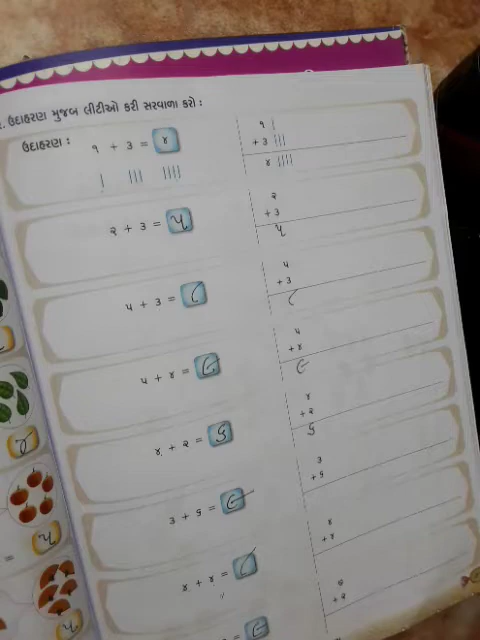 ઉદાહરણ મુજબ લીટીઓ કરી સરવાળા કરો :
ઉદાહરણ :
૧ + ૩ = ૪
૧
+ ૩
૪
૨ + ૩ = ૫
૨
+ ૩
૫
૫ + ૩ = ૮
૫
+ ૩
૮
૫ + ૪ = ૯
૫
+ ૪
૯
૪ + ૨ = ૬
૪
+ ૨
૬
૩ + ૬ = ૯
૩
+ ૬
૪ + ૪ = ૮
૪
+ ૪
+ ૨
= ૯